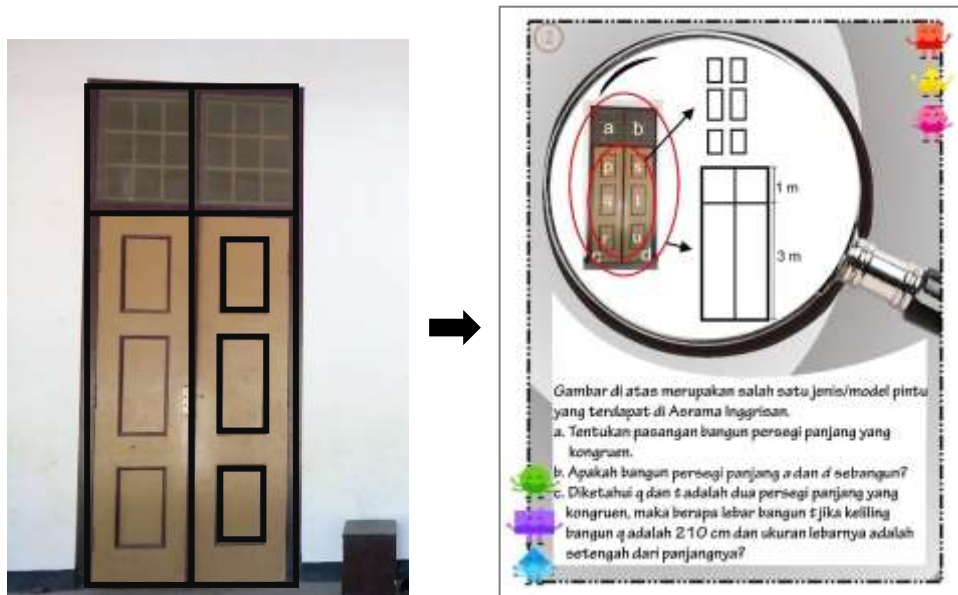 2
a b
p s
q t
r u
c d
1 m
3 m
Gambar di atas merupakan salah satu jenis/model pintu
yang terdapat di Asrama Inggrisan.
a. Tentukan pasangan bangun persegi panjang yang
kongruen.
b. Apakah bangun persegi panjang a dan d sebangun?
c. Diketahui q dan t adalah dua persegi panjang yang
kongruen, maka berapa lebar bangun t jika keliling
bangun q adalah 210 cm dan ukuran lebarnya adalah
setengah dari panjangnya?